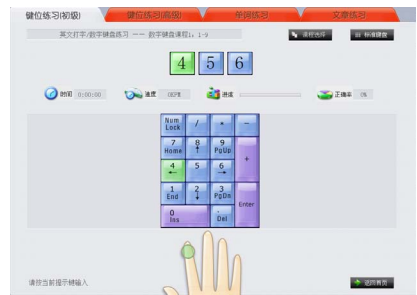 键位练习(初级) 键位练习(高级) 单词练习 文章练习
英文打字/数字键盘练习 —— 数字键盘课程1: 1-9 课程选择 标准键盘
4 5 6
时间 0:00:00 速度 0KPM 进度 正确率 0%
Num Lock / * -
7 Home 8 ↑ 9 PgUp +
4 ← 5 6 →
1 End 2 ↓ 3 PgDn Enter
0 Ins . Del
请按当前提示键输入 返回首页